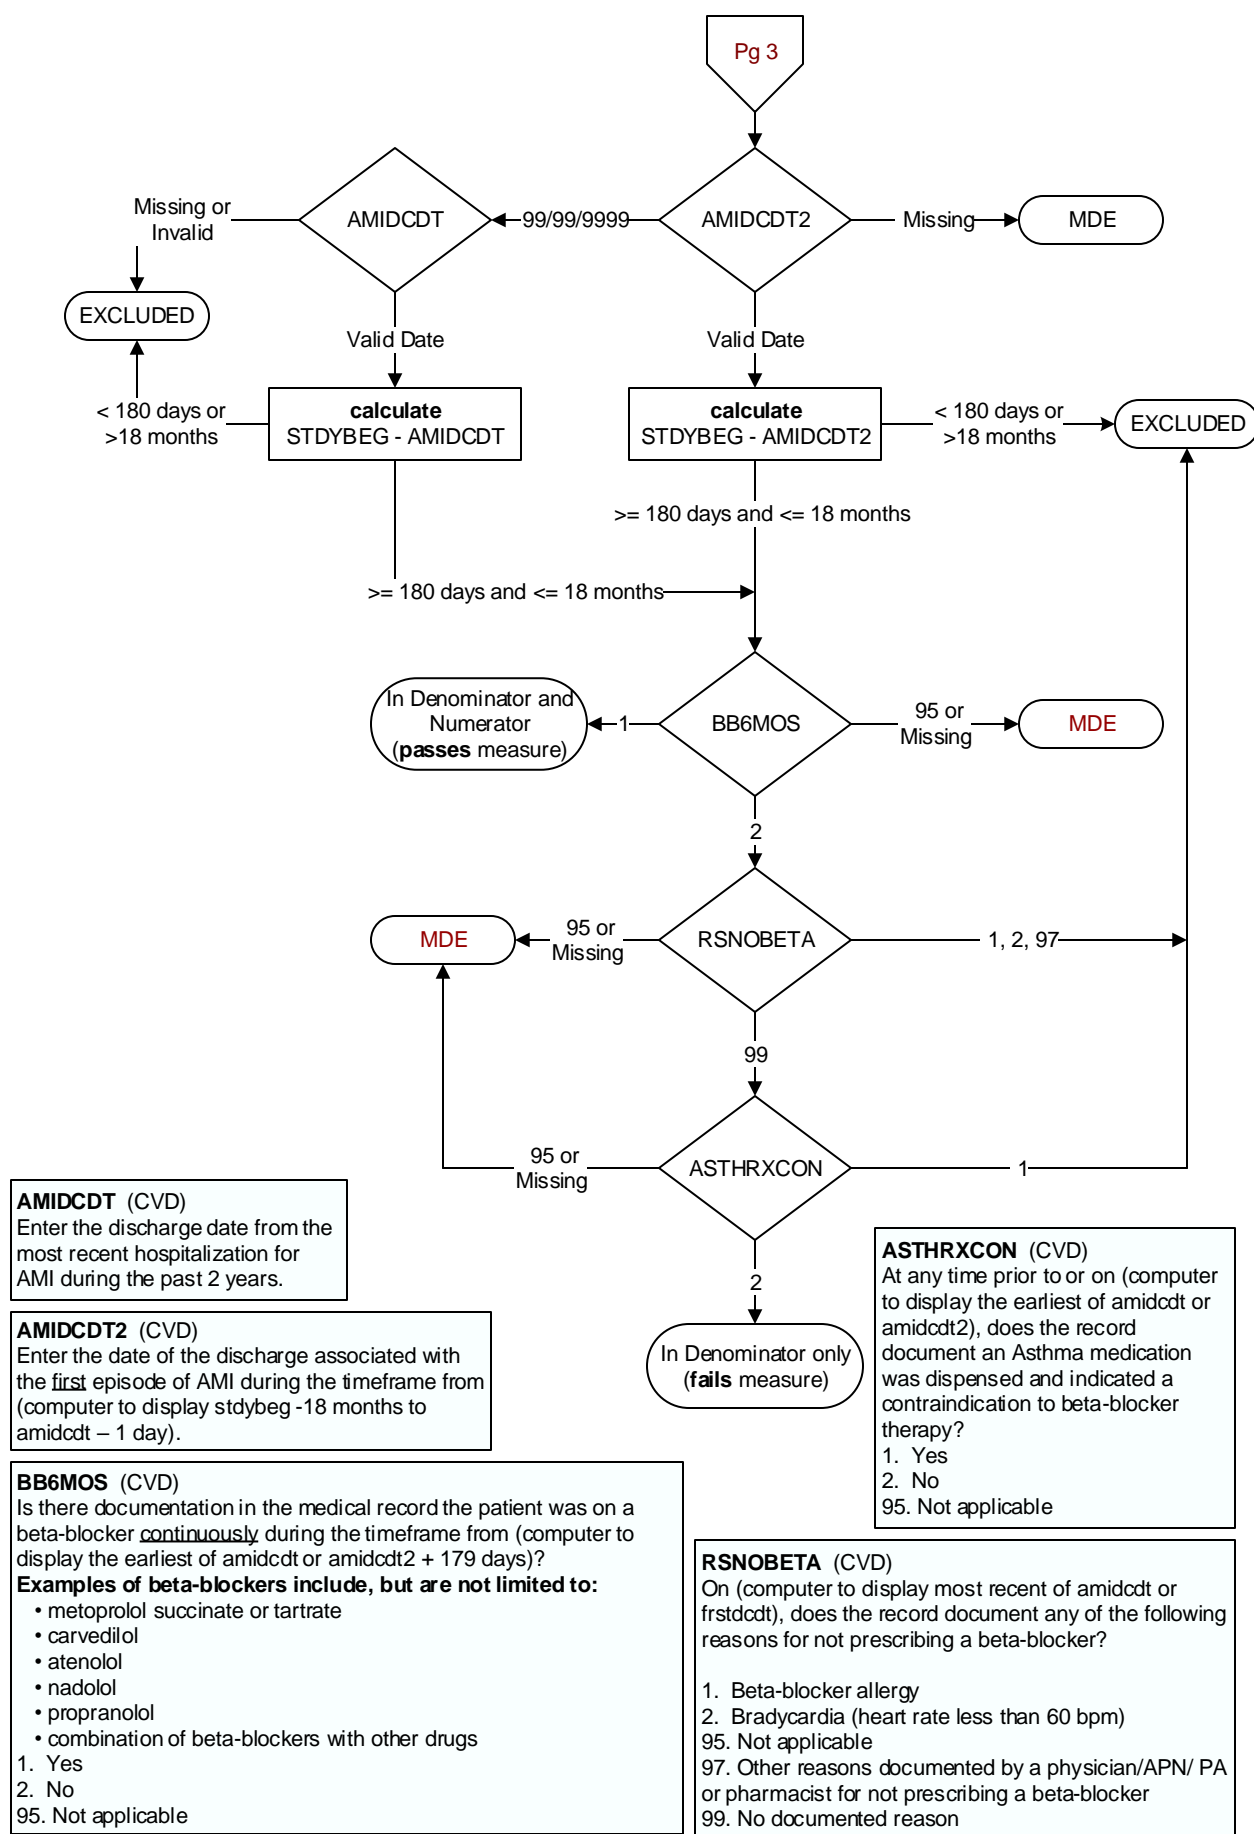 Pg 3
AMIDCDT2
99/99/9999
Missing
MDE
AMIDCDT
Missing or
Invalid
EXCLUDED
Valid Date
Valid Date
calculate
STDYBEG - AMIDCDT
< 180 days or
>18 months
calculate
STDYBEG - AMIDCDT2
< 180 days or
>18 months
EXCLUDED
>= 180 days and <= 18 months
>= 180 days and <= 18 months
BB6MOS
1
In Denominator and
Numerator
(passes measure)
95 or
Missing
MDE
2
RSNOBETA
95 or
Missing
MDE
1, 2, 97
99
ASTHRXCON
95 or
Missing
1
2
In Denominator only
(fails measure)
AMIDCDT (CVD)
Enter the discharge date from the
most recent hospitalization for
AMI during the past 2 years.
AMIDCDT2 (CVD)
Enter the date of the discharge associated with
the first episode of AMI during the timeframe from
(computer to display stdybeg -18 months to
amidcdt – 1 day).
BB6MOS (CVD)
Is there documentation in the medical record the patient was on a
beta-blocker continuously during the timeframe from (computer to
display the earliest of amidcdt or amidcdt2 + 179 days)?
Examples of beta-blockers include, but are not limited to:
• metoprolol succinate or tartrate
• carvedilol
• atenolol
• nadolol
• propranolol
• combination of beta-blockers with other drugs
1. Yes
2. No
95. Not applicable
ASTHRXCON (CVD)
At any time prior to or on (computer
to display the earliest of amidcdt or
amidcdt2), does the record
document an Asthma medication
was dispensed and indicated a
contraindication to beta-blocker
therapy?
1. Yes
2. No
95. Not applicable
RSNOBETA (CVD)
On (computer to display most recent of amidcdt or
frstdcdt), does the record document any of the following
reasons for not prescribing a beta-blocker?
1. Beta-blocker allergy
2. Bradycardia (heart rate less than 60 bpm)
95. Not applicable
97. Other reasons documented by a physician/APN/ PA
or pharmacist for not prescribing a beta-blocker
99. No documented reason